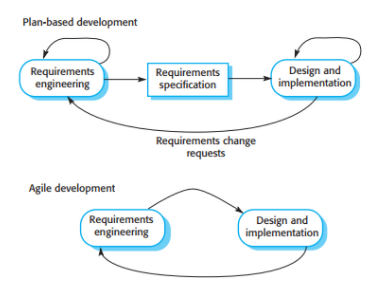 Plan-based development
Requirements
engineering
Requirements
specification
Design and
implementation
Requirements change
requests
Agile development
Requirements
engineering
Design and
implementation